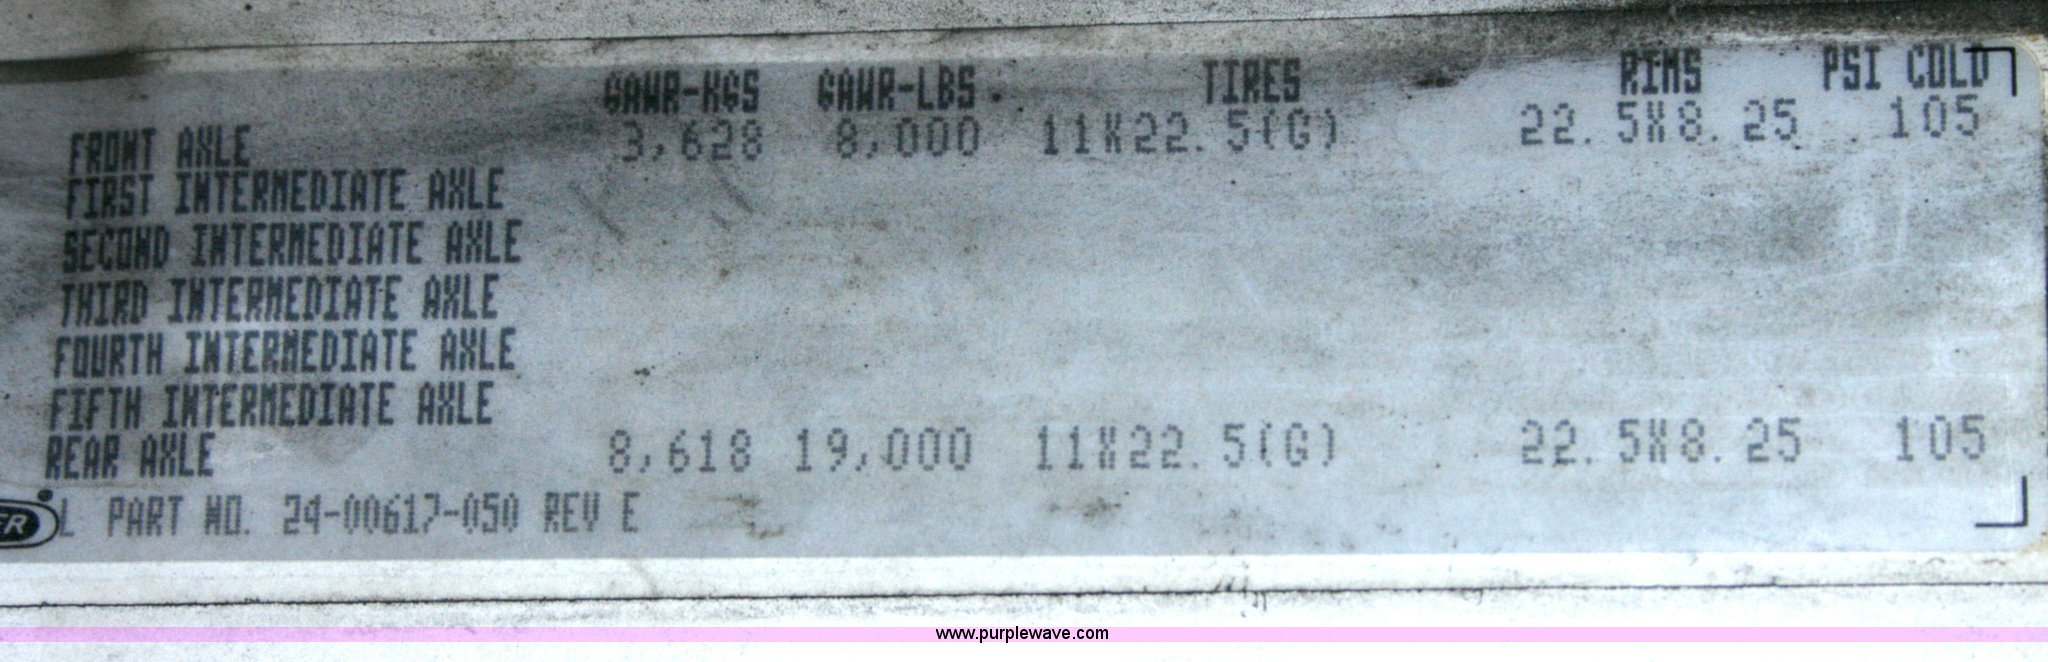 GAWR-KGS GAWR-LBS TIRES RIMS PSI COLD
FRONT AXLE 3,628 8,000 11X22.5(G) 22.5X8.25 105
FIRST INTERMEDIATE AXLE
SECOND INTERMEDIATE AXLE
THIRD INTERMEDIATE AXLE
FOURTH INTERMEDIATE AXLE
FIFTH INTERMEDIATE AXLE
REAR AXLE 8,618 19,000 11X22.5(G) 22.5X8.25 105
L PART NO. 24-00617-050 REV E
ER®
www.purplewave.com